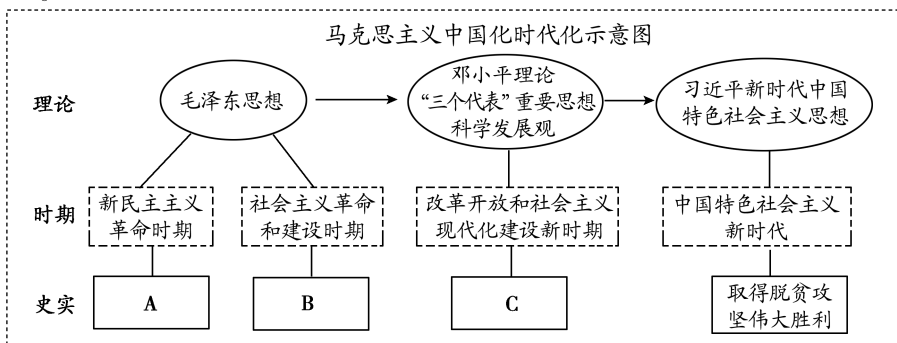 马克思主义中国化时代化示意图
理论
毛泽东思想
邓小平理论
“三个代表”重要思想
科学发展观
习近平新时代中国
特色社会主义思想
时期
新民主主义
革命时期
社会主义革命
和建设时期
改革开放和社会主义
现代化建设新时期
中国特色社会主义
新时代
史实
A
B
C
取得脱贫攻
坚伟大胜利